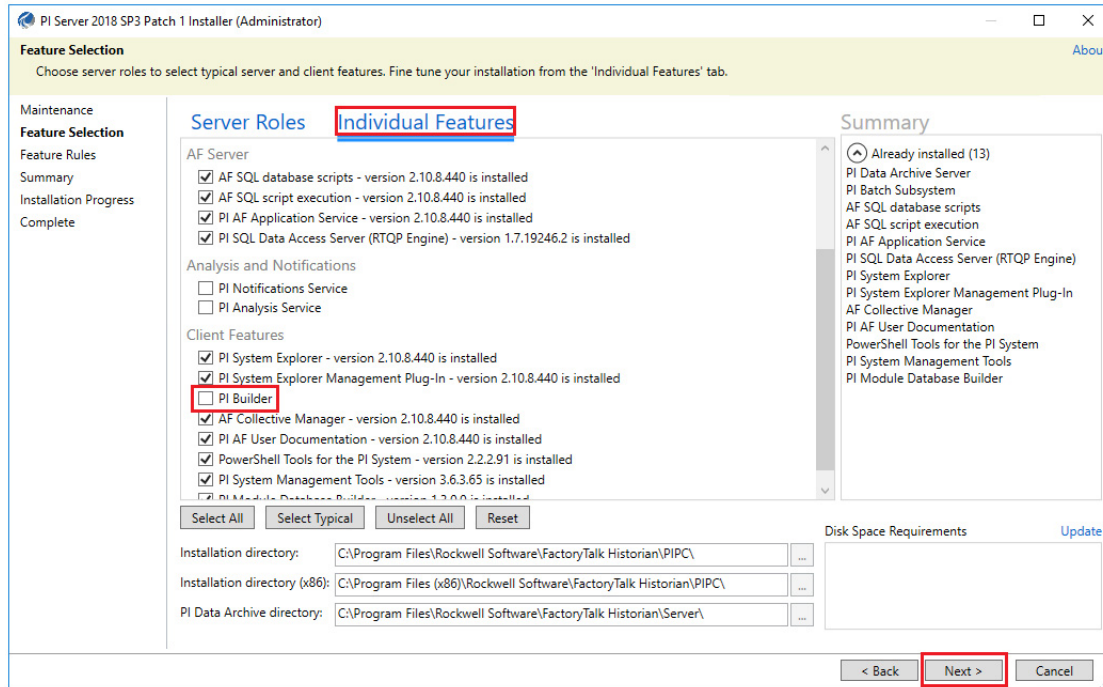 PI Server 2018 SP3 Patch 1 Installer (Administrator)
Feature Selection
Abou
Choose server roles to select typical server and client features. Fine tune your installation from the 'Individual Features' tab.
Maintenance
Feature Selection
Feature Rules
Summary
Installation Progress
Complete
Server Roles
Individual Features
AF Server
AF SQL database scripts - version 2.10.8.440 is installed
AF SQL script execution - version 2.10.8.440 is installed
PI AF Application Service - version 2.10.8.440 is installed
PI SQL Data Access Server (RTQP Engine) - version 1.7.19246.2 is installed
Analysis and Notifications
PI Notifications Service
PI Analysis Service
Client Features
PI System Explorer - version 2.10.8.440 is installed
PI System Explorer Management Plug-In - version 2.10.8.440 is installed
PI Builder
AF Collective Manager - version 2.10.8.440 is installed
PI AF User Documentation - version 2.10.8.440 is installed
PowerShell Tools for the PI System - version 2.2.2.91 is installed
PI System Management Tools - version 3.6.3.65 is installed
PI Module Database Builder - version 1.3.0.0 is installed
Select All
Select Typical
Unselect All
Reset
Installation directory:
C:\Program Files\Rockwell Software\FactoryTalk Historian\PIPC\
...
Installation directory (x86):
C:\Program Files (x86)\Rockwell Software\FactoryTalk Historian\PIPC\
...
PI Data Archive directory:
C:\Program Files\Rockwell Software\FactoryTalk Historian\Server\
...
Summary
Already installed (13)
PI Data Archive Server
PI Batch Subsystem
AF SQL database scripts
AF SQL script execution
PI AF Application Service
PI SQL Data Access Server (RTQP Engine)
PI System Explorer
PI System Explorer Management Plug-In
AF Collective Manager
PI AF User Documentation
PowerShell Tools for the PI System
PI System Management Tools
PI Module Database Builder
Disk Space Requirements
Update
< Back
Next >
Cancel